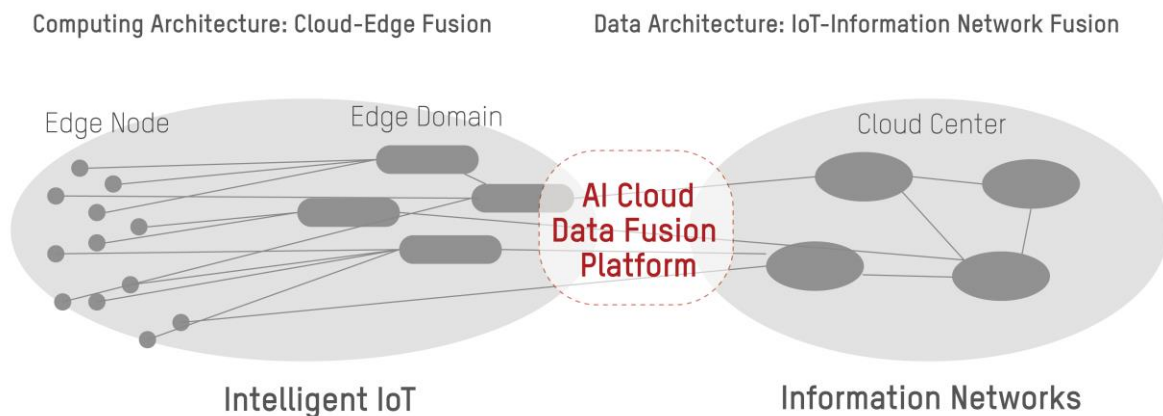 Computing Architecture: Cloud-Edge Fusion
Data Architecture: IoT-Information Network Fusion
Edge Node
Edge Domain
Cloud Center
AI Cloud
Data Fusion
Platform
Intelligent IoT
Information Networks